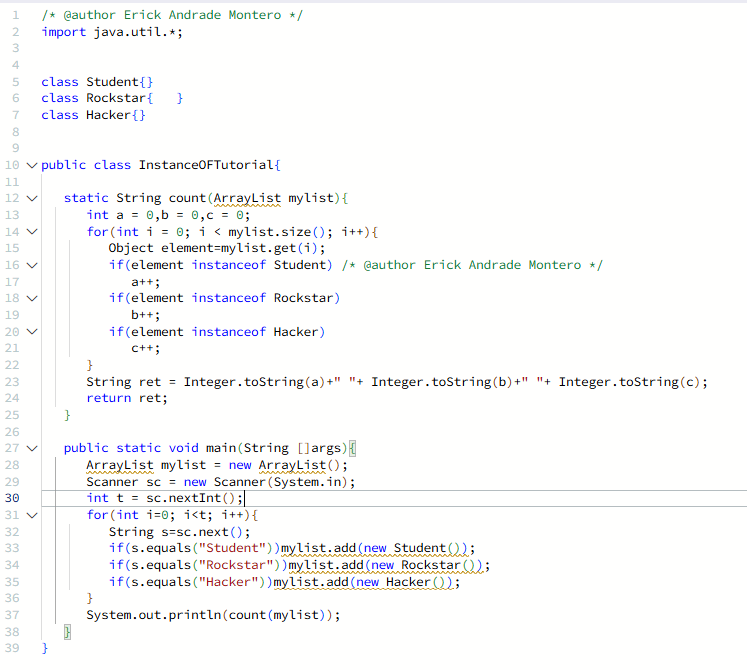 1 /* @author Erick Andrade Montero */
2 import java.util.*;
3
4
5 class Student{}
6 class Rockstar{   }
7 class Hacker{}
8
9
10 public class InstanceOFTutorial{
11
12    static String count(ArrayList mylist){
13       int a = 0,b = 0,c = 0;
14       for(int i = 0; i < mylist.size(); i++){
15          Object element=mylist.get(i);
16          if(element instanceof Student) /* @author Erick Andrade Montero */
17             a++;
18          if(element instanceof Rockstar)
19             b++;
20          if(element instanceof Hacker)
21             c++;
22       }
23       String ret = Integer.toString(a)+" "+ Integer.toString(b)+" "+ Integer.toString(c);
24       return ret;
25    }
26
27    public static void main(String []args){
28       ArrayList mylist = new ArrayList();
29       Scanner sc = new Scanner(System.in);
30       int t = sc.nextInt();
31       for(int i=0; i<t; i++){
32          String s=sc.next();
33          if(s.equals("Student"))mylist.add(new Student());
34          if(s.equals("Rockstar"))mylist.add(new Rockstar());
35          if(s.equals("Hacker"))mylist.add(new Hacker());
36       }
37       System.out.println(count(mylist));
38    }
39 }